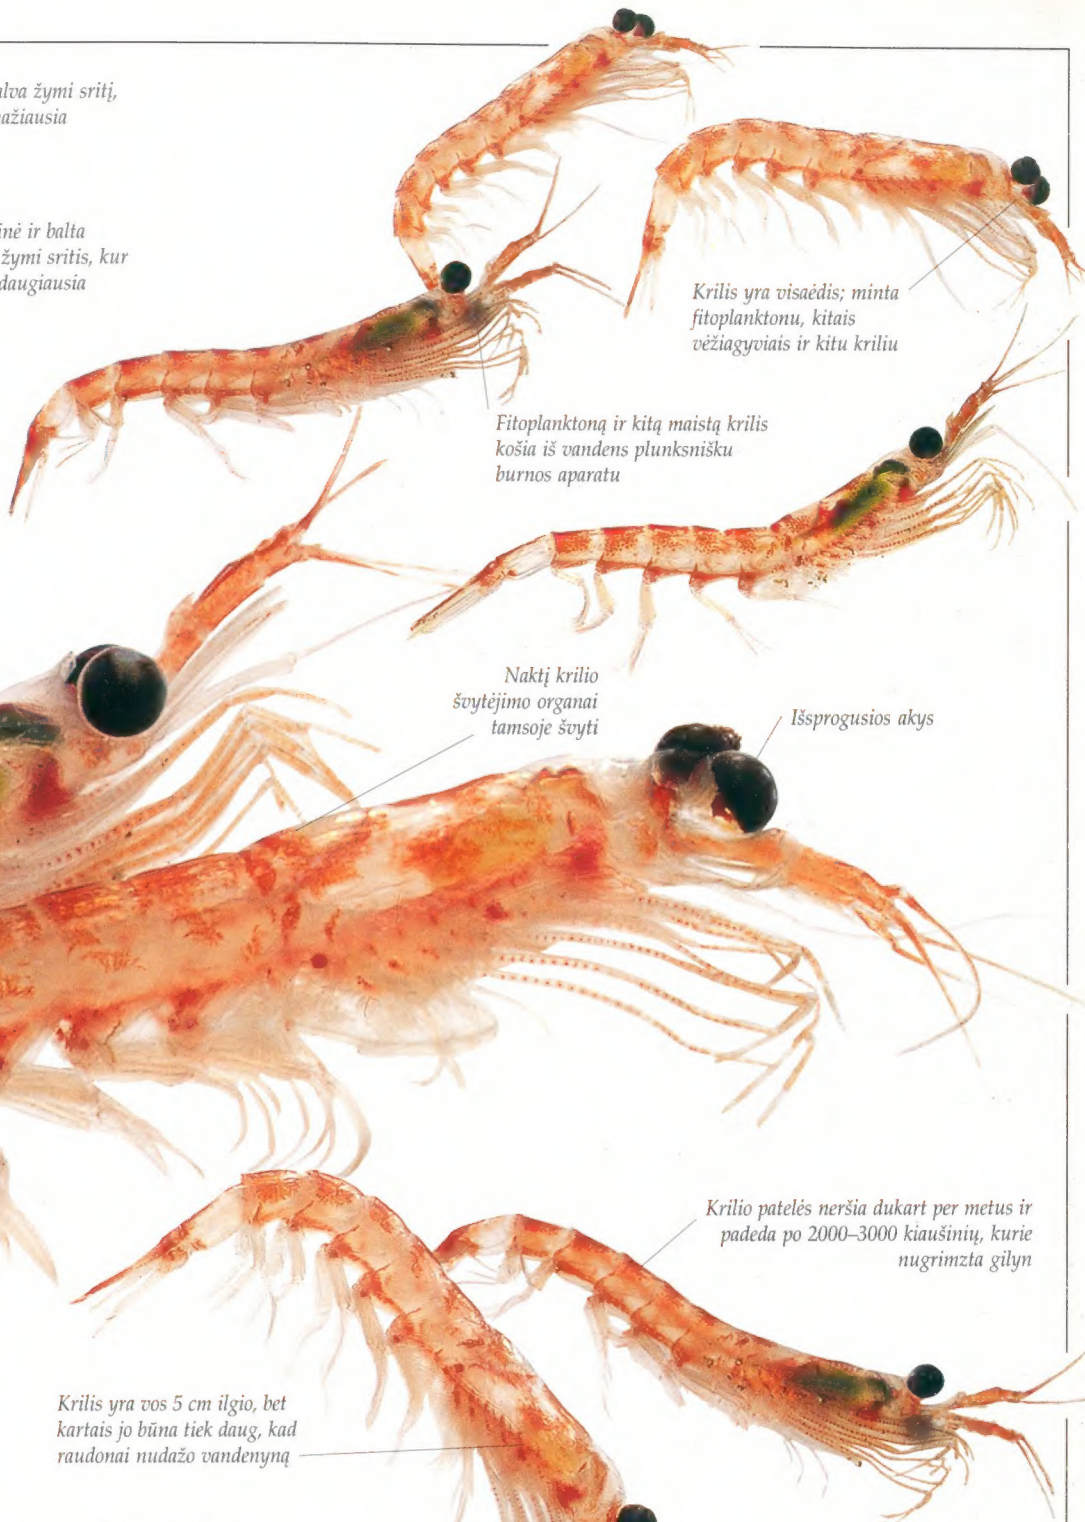 žymi sritį,
inė ir balta
žymi sritis, kur
daugiausia
Krilis yra visaėdis; minta
fitoplanktonu, kitais
vėžiagyviais ir kitu kriliu
Fitoplanktoną ir kitą maistą krilis
košia iš vandens plunksnišku
burnos aparatu
Naktį krilio
švytėjimo organai
tamsoje švyti
Išsprogusios akys
Krilio patelės neršia dukart per metus ir
padeda po 2000–3000 kiaušinių, kurie
nugrimzta gilyn
Krilis yra vos 5 cm ilgio, bet
kartais jo būna tiek daug, kad
raudonai nudažo vandenyną